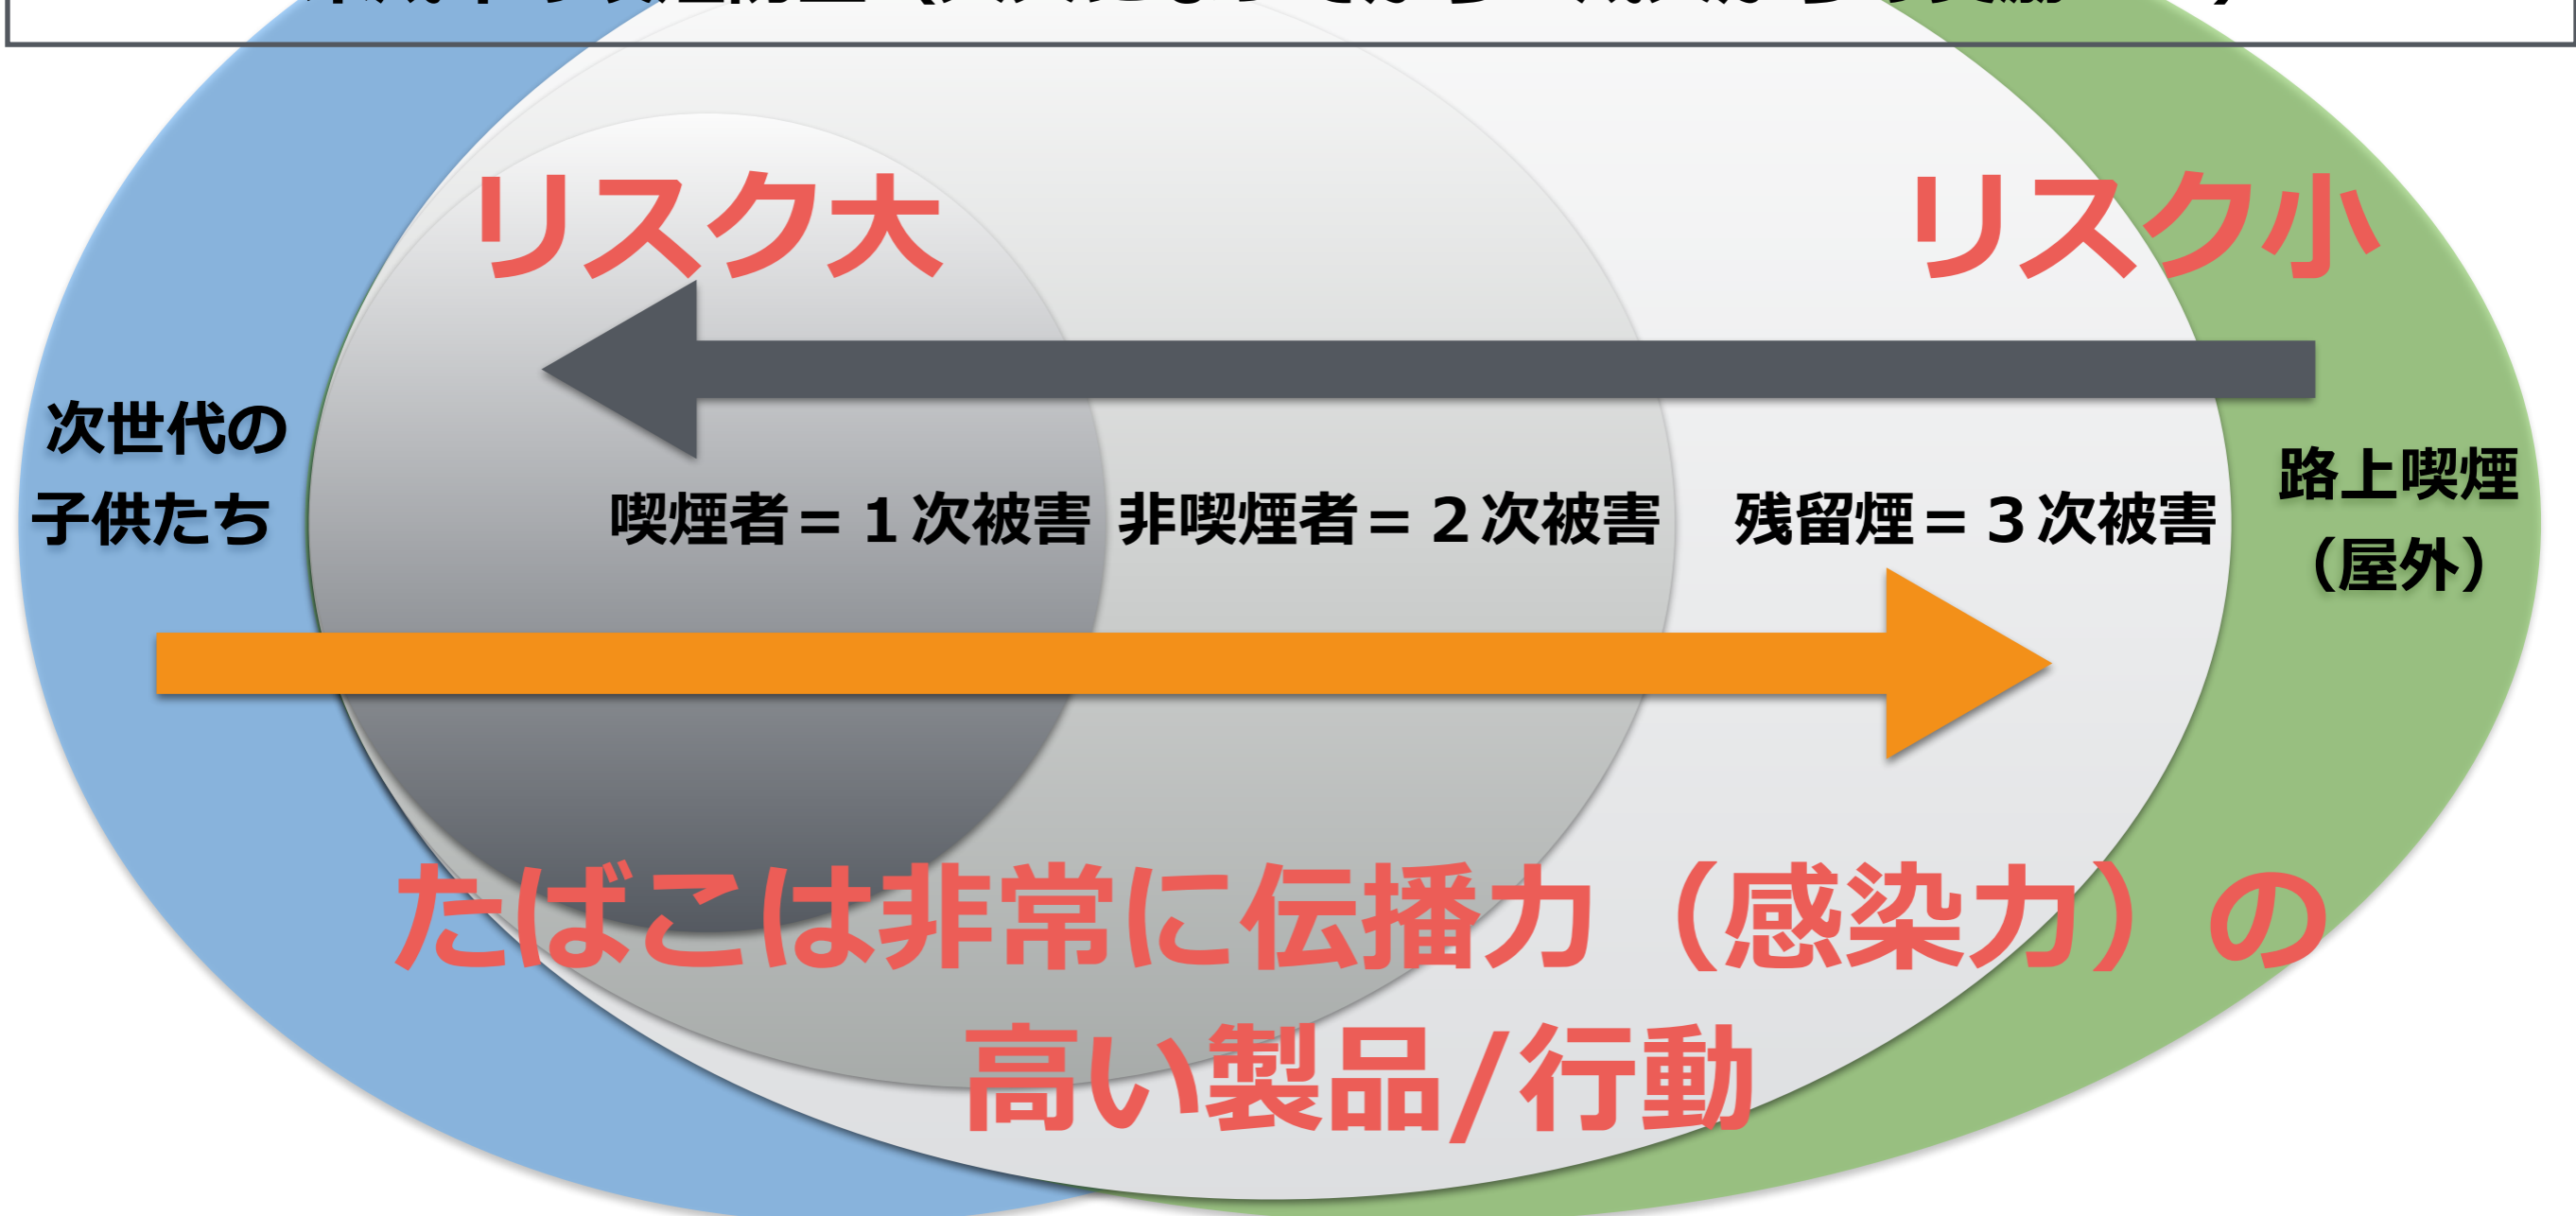 リスク大
リスク小
次世代の
子供たち
喫煙者=1次被害
非喫煙者=2次被害
残留煙=3次被害
路上喫煙
（屋外）
たばこは非常に伝播力（感染力）の
高い製品/行動